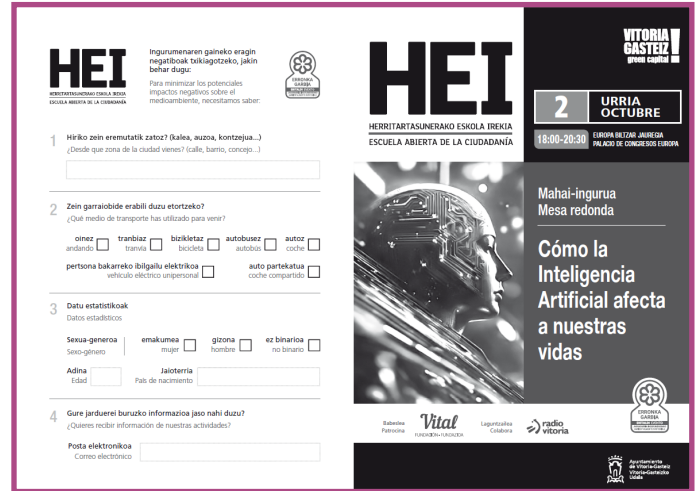 HEI
HERRITARTASUNERAKO ESKOLA IREKIA
ESCUELA ABIERTA DE LA CIUDADANÍA
Ingurumenaren gaineko eragin
negatiboak txikiagotzeko, jakin
behar dugu:
Para minimizar los potenciales
impactos negativos sobre el
medioambiente, necesitamos saber:
ERRONKA
GARBIA
1 Hiriko zein eremutatik zatoz? (kalea, auzoa, kontzejua...)
¿Desde que zona de la ciudad vienes? (calle, barrio, concejo...)
2 Zein garraiobide erabili duzu etortzeko?
¿Qué medio de transporte has utilizado para venir?
oinez tranbiaz bizikletaz autobusez autoz
andando tranvía bicicleta autobús coche
pertsona bakarreko ibilgailu elektrikoa auto partekatua
vehículo eléctrico unipersonal coche compartido
3 Datu estatistikoak
Datos estadísticos
Sexua-generoa emakumea gizona ez binarioa
Sexo-género mujer hombre no binario
Adina Jaioterria
Edad País de nacimiento
4 Gure jarduerei buruzko informazioa jaso nahi duzu?
¿Quieres recibir información de nuestras actividades?
Posta elektronikoa
Correo electrónico
HEI
HERRITARTASUNERAKO ESKOLA IREKIA
ESCUELA ABIERTA DE LA CIUDADANÍA
VITORIA
GASTEIZ
green capital
2 URRIA
OCTUBRE
18:00-20:30 EUROPA BILTZAR JAUREGIA
PALACIO DE CONGRESOS EUROPA
Mahai-ingurua
Mesa redonda
Cómo la
Inteligencia
Artificial afecta
a nuestras
vidas
Babeslea
Patrocina
Vital
FUNDAZIOA
Laguntzailea
Colabora
radio
vitoria
ERRONKA
GARBIA
Ayuntamiento
de Vitoria-Gasteiz
Vitoria-Gasteizko
Udala